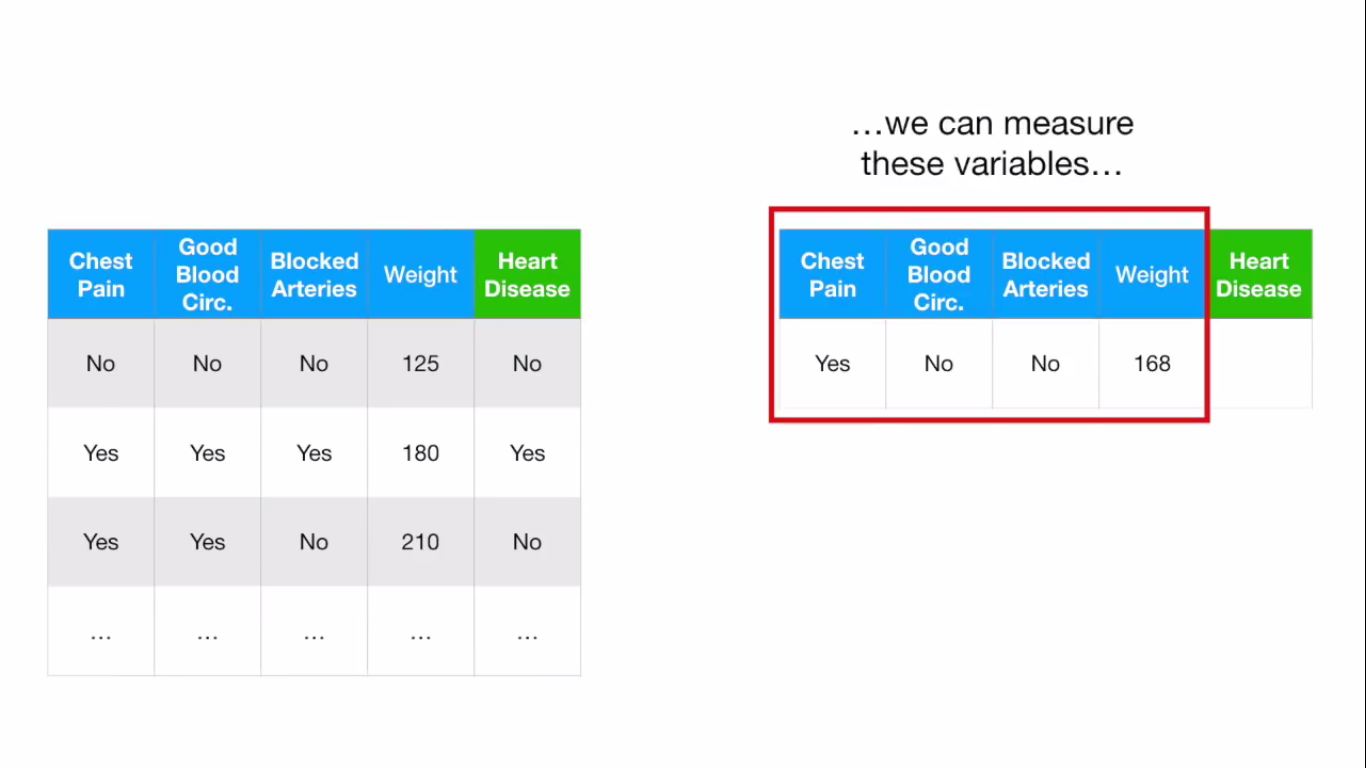 …we can measure
these variables…
Chest Pain Good Blood Circ. Blocked Arteries Weight Heart Disease
No No No 125 No
Yes Yes Yes 180 Yes
Yes Yes No 210 No
… … … … …
Chest Pain Good Blood Circ. Blocked Arteries Weight Heart Disease
Yes No No 168